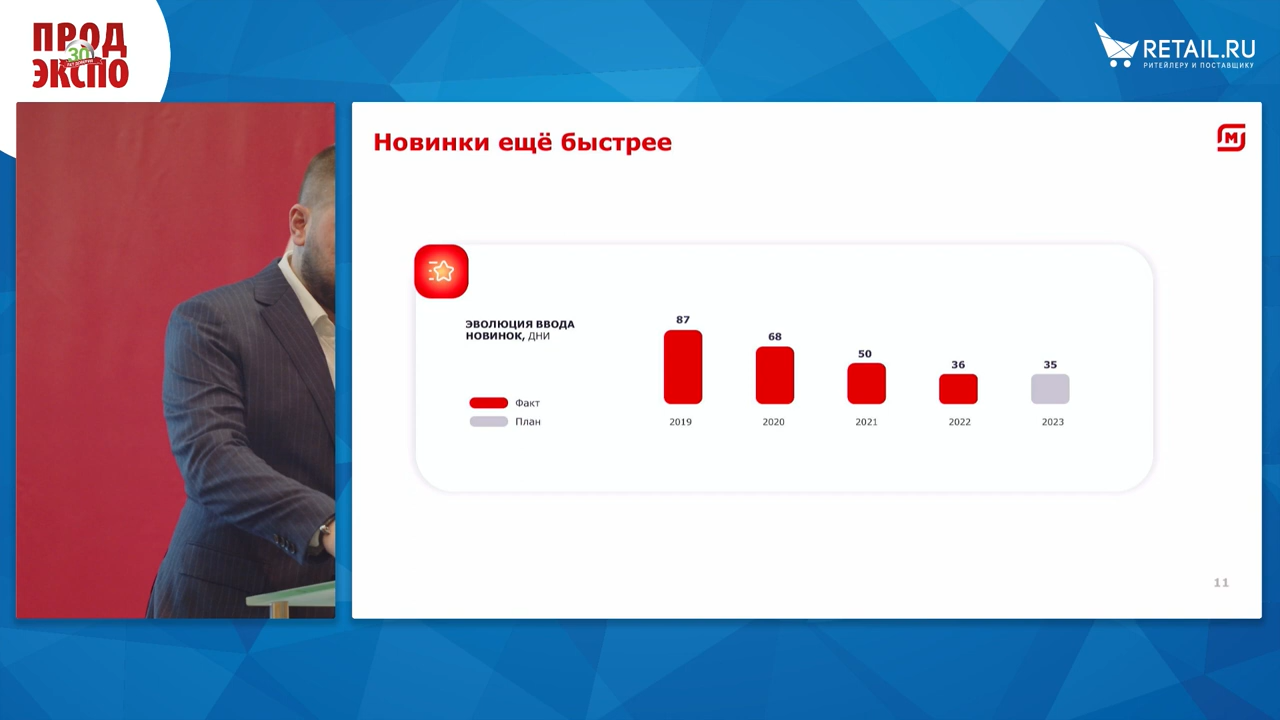 ПРОД
30
ЭКСПО
RETAIL.RU
РИТЕЙЛЕРУ И ПОСТАВЩИКУ
Новинки ещё быстрее
М
ЭВОЛЮЦИЯ ВВОДА
НОВИНОК, ДНИ
Факт
План
87
68
50
36
35
2019
2020
2021
2022
2023
11